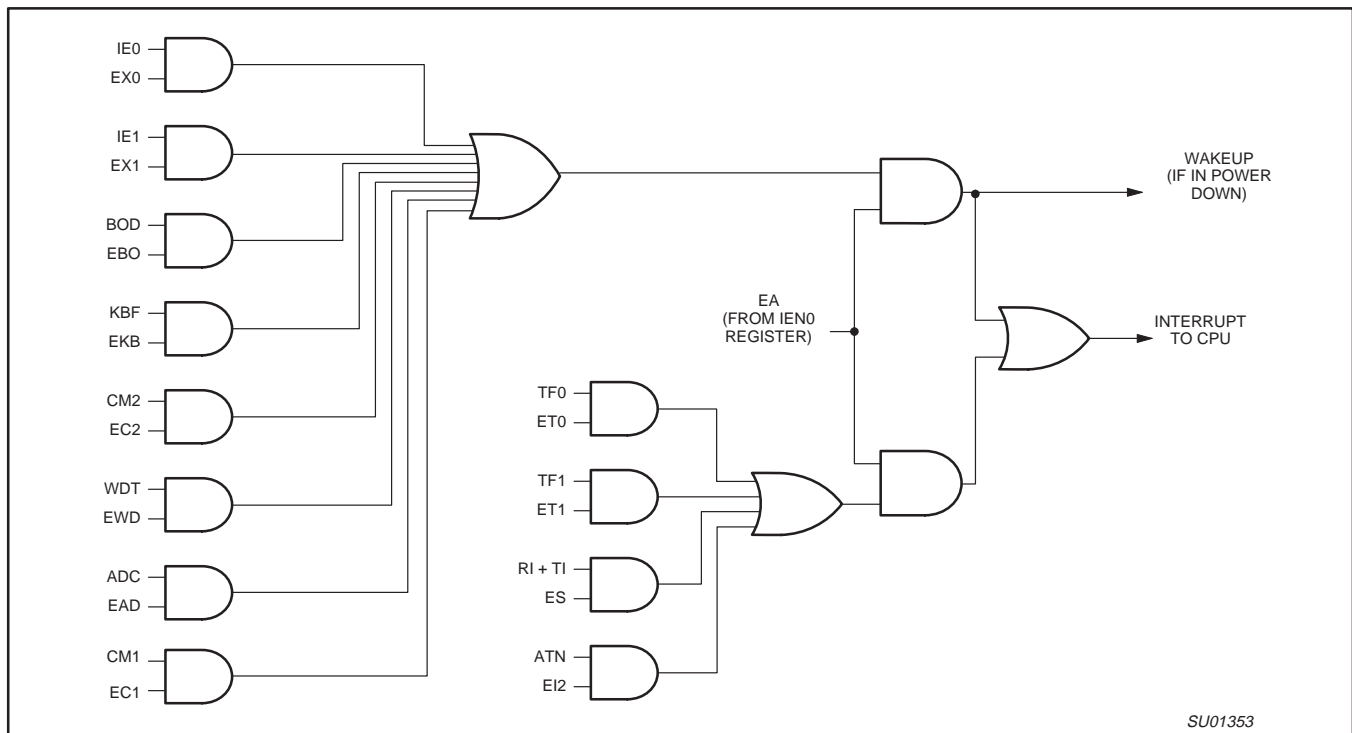 IE0
EX0
IE1
EX1
BOD
EBO
KBF
EKB
CM2
EC2
WDT
EWD
ADC
EAD
CM1
EC1
EA
(FROM IEN0
REGISTER)
TF0
ET0
TF1
ET1
RI + TI
ES
ATN
EI2
WAKEUP
(IF IN POWER
DOWN)
INTERRUPT
TO CPU
SU01353